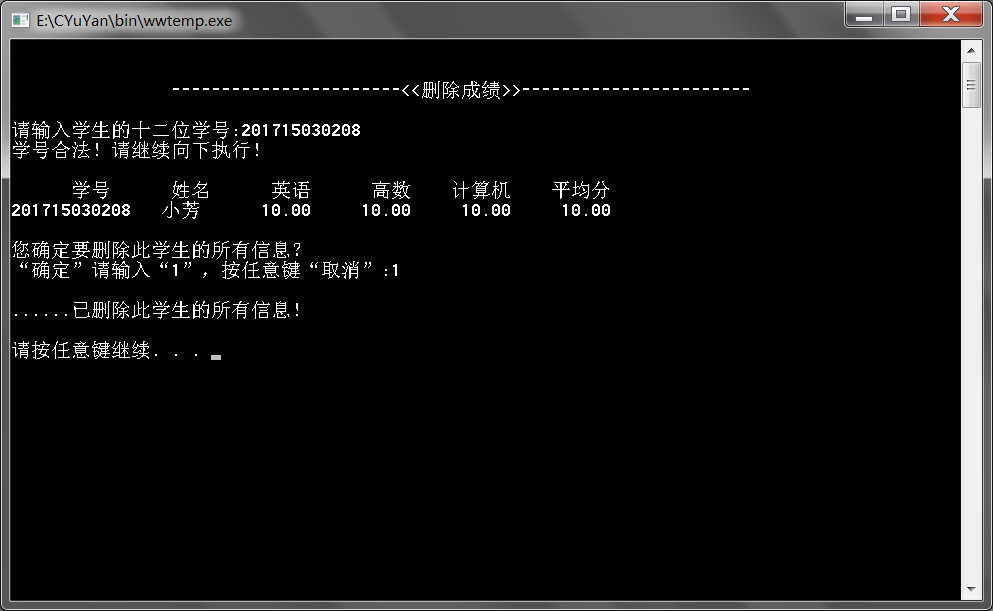 E:\CYuYan\bin\wwtemp.exe
-----------------------<<删除成绩>>-----------------------
请输入学生的十二位学号:201715030208
学号合法！请继续向下执行！
学号 姓名 英语 高数 计算机 平均分
201715030208 小芳 10.00 10.00 10.00 10.00
您确定要删除此学生的所有信息？
“确定”请输入“1”，按任意键“取消”:1
......已删除此学生的所有信息！
请按任意键继续. . .